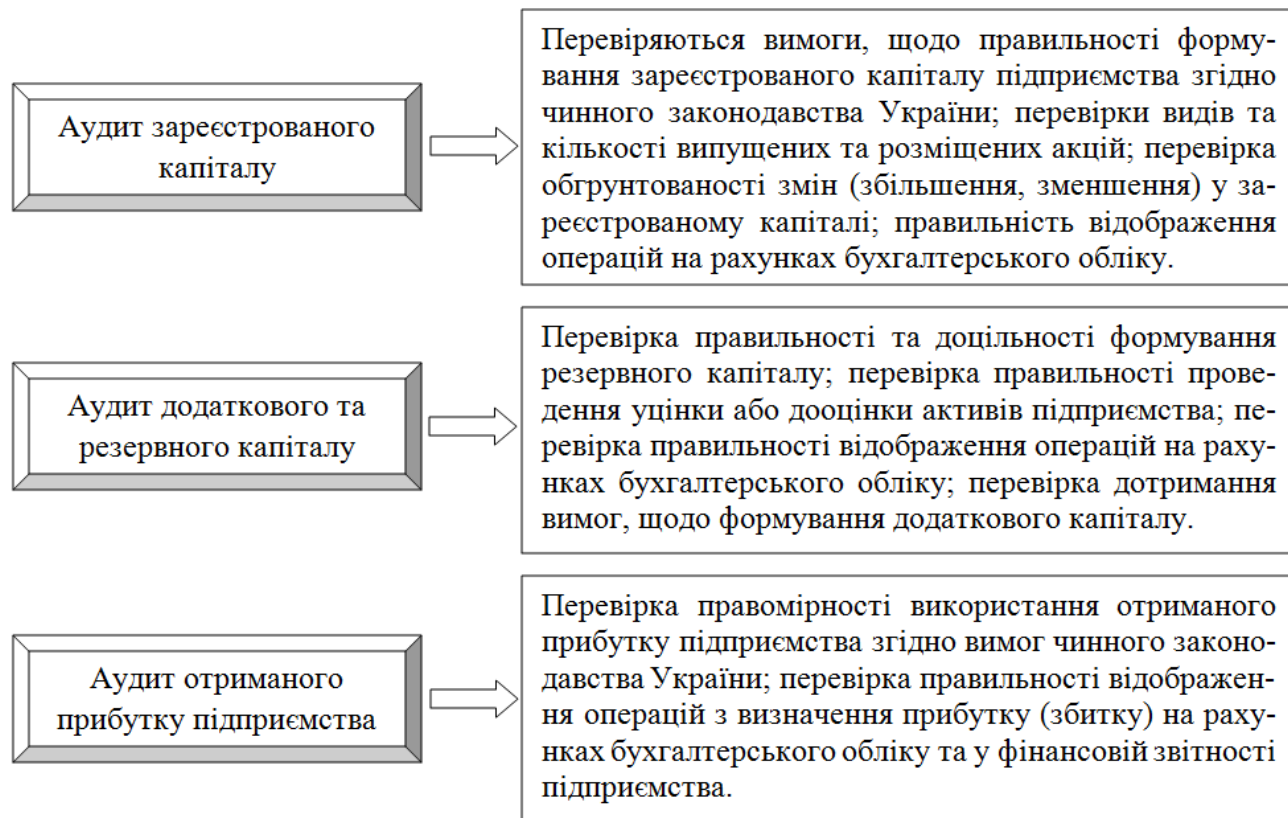 Аудит зареєстрованого
капіталу
Перевіряються вимоги, щодо правильності форму-
вання зареєстрованого капіталу підприємства згідно
чинного законодавства України; перевірки видів та
кількості випущених та розміщених акцій; перевірка
обгрунтованості змін (збільшення, зменшення) у за-
реєстрованому капіталі; правильність відображення
операцій на рахунках бухгалтерського обліку.
Аудит додаткового та
резервного капіталу
Перевірка правильності та доцільності формування
резервного капіталу; перевірка правильності прове-
дення уцінки або дооцінки активів підприємства; пе-
ревірка правильності відображення операцій на раху-
нках бухгалтерського обліку; перевірка дотримання
вимог, щодо формування додаткового капіталу.
Аудит отриманого
прибутку підприємства
Перевірка правомірності використання отриманого
прибутку підприємства згідно вимог чинного законо-
давства України; перевірка правильності відображен-
ня операцій з визначення прибутку (збитку) на раху-
нках бухгалтерського обліку та у фінансовій звітності
підприємства.